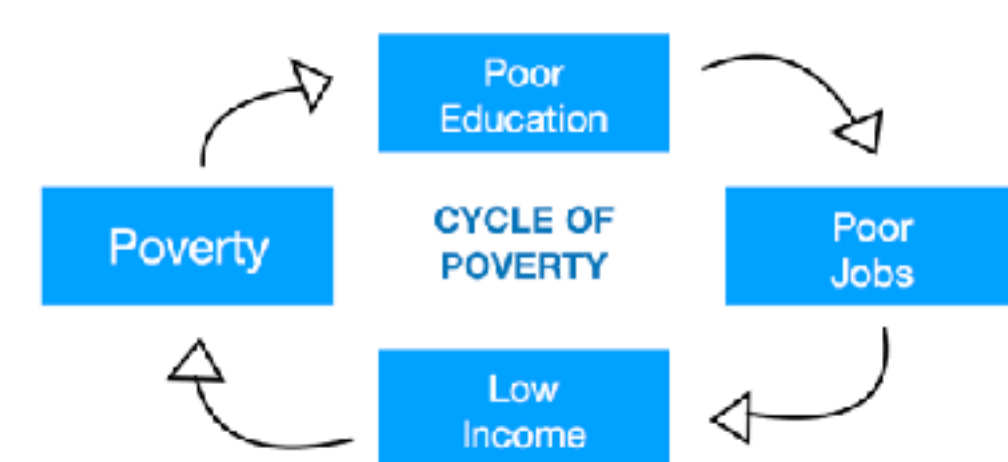 Poor
Education
Poverty
CYCLE OF
POVERTY
Poor
Jobs
Low
Income